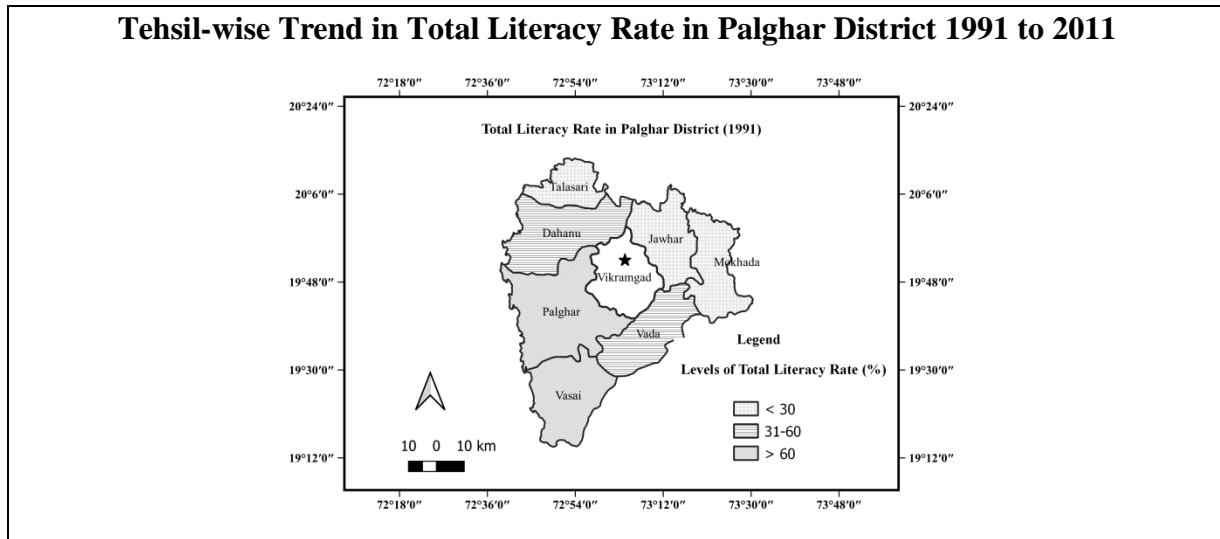 Tehsil-wise Trend in Total Literacy Rate in Palghar District 1991 to 2011
72°18′0″ 72°36′0″ 72°54′0″ 73°12′0″ 73°30′0″ 73°48′0″
20°24′0″ 20°24′0″
Total Literacy Rate in Palghar District (1991)
Talasari
20°6′0″ 20°6′0″
Dahanu
Jawhar
Mokhada
Vikramgad
19°48′0″ 19°48′0″
Palghar
Vada
Legend
19°30′0″ 19°30′0″
Levels of Total Literacy Rate (%)
Vasai
< 30
31-60
> 60
10 0 10 km
19°12′0″ 19°12′0″
72°18′0″ 72°36′0″ 72°54′0″ 73°12′0″ 73°30′0″ 73°48′0″